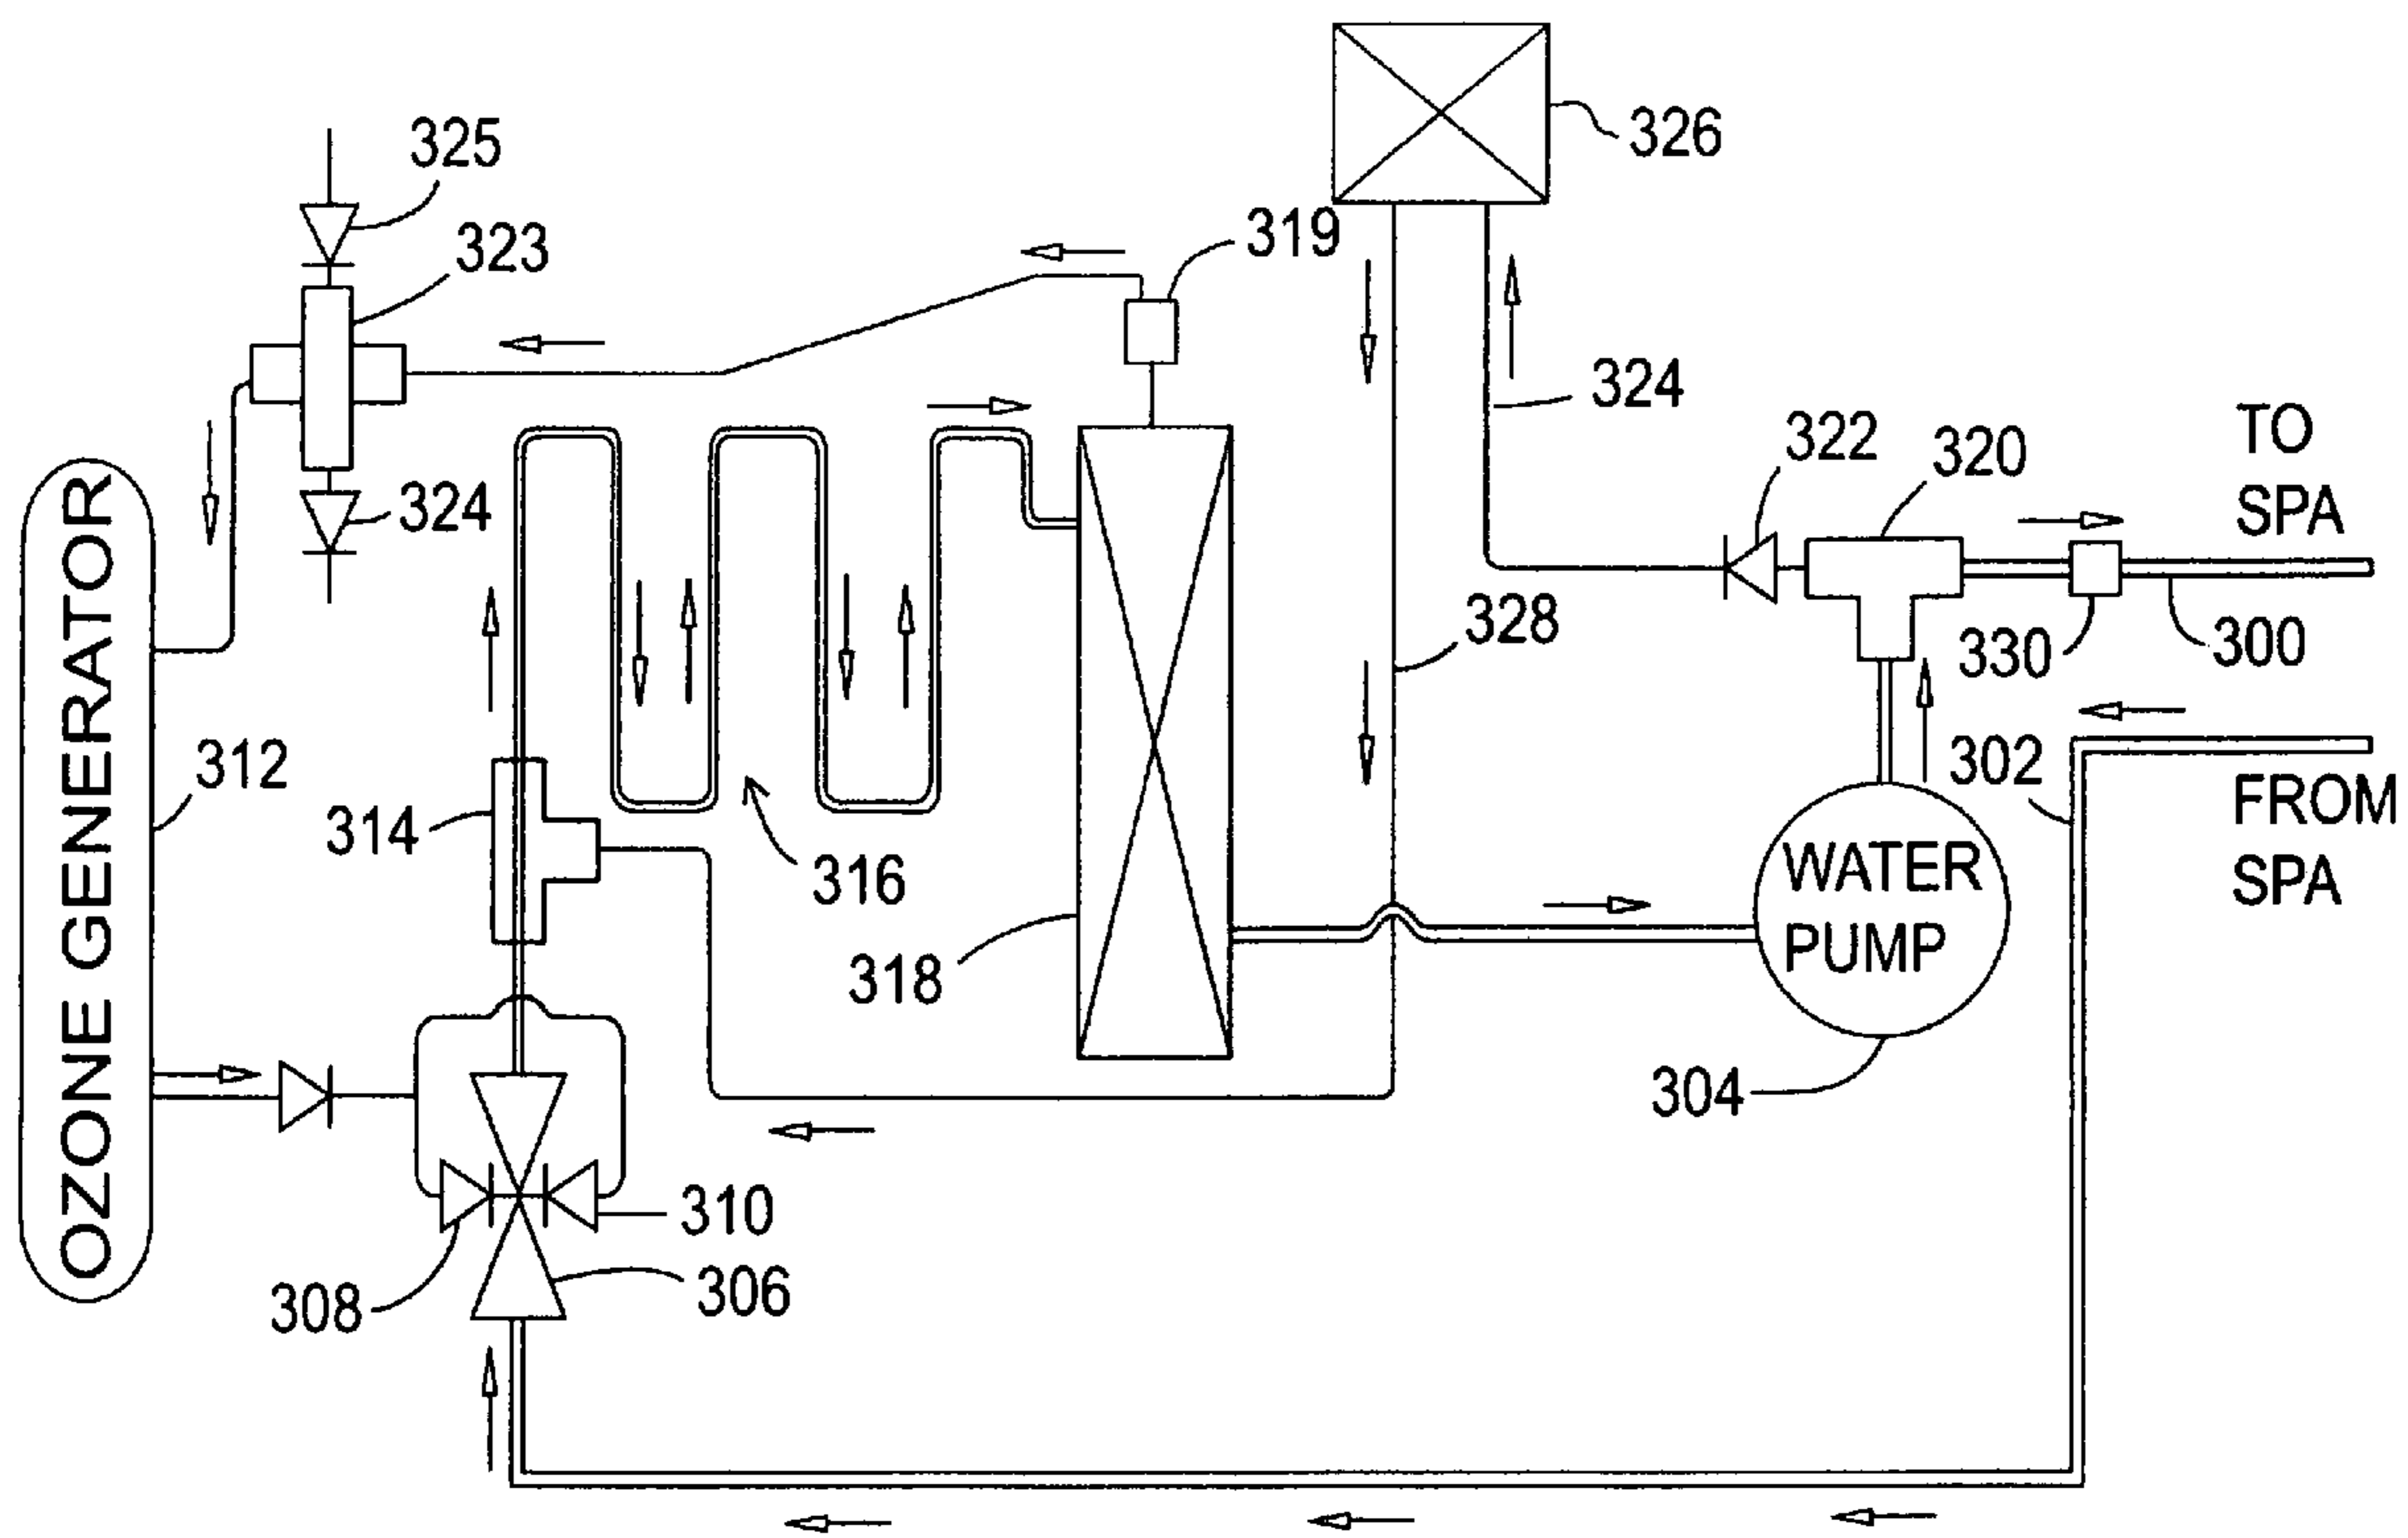 326
325
323
319
324
322
320
TO
SPA
324
328
330
300
OZONE GENERATOR
312
302
314
316
WATER
PUMP
FROM
SPA
318
304
310
306
308